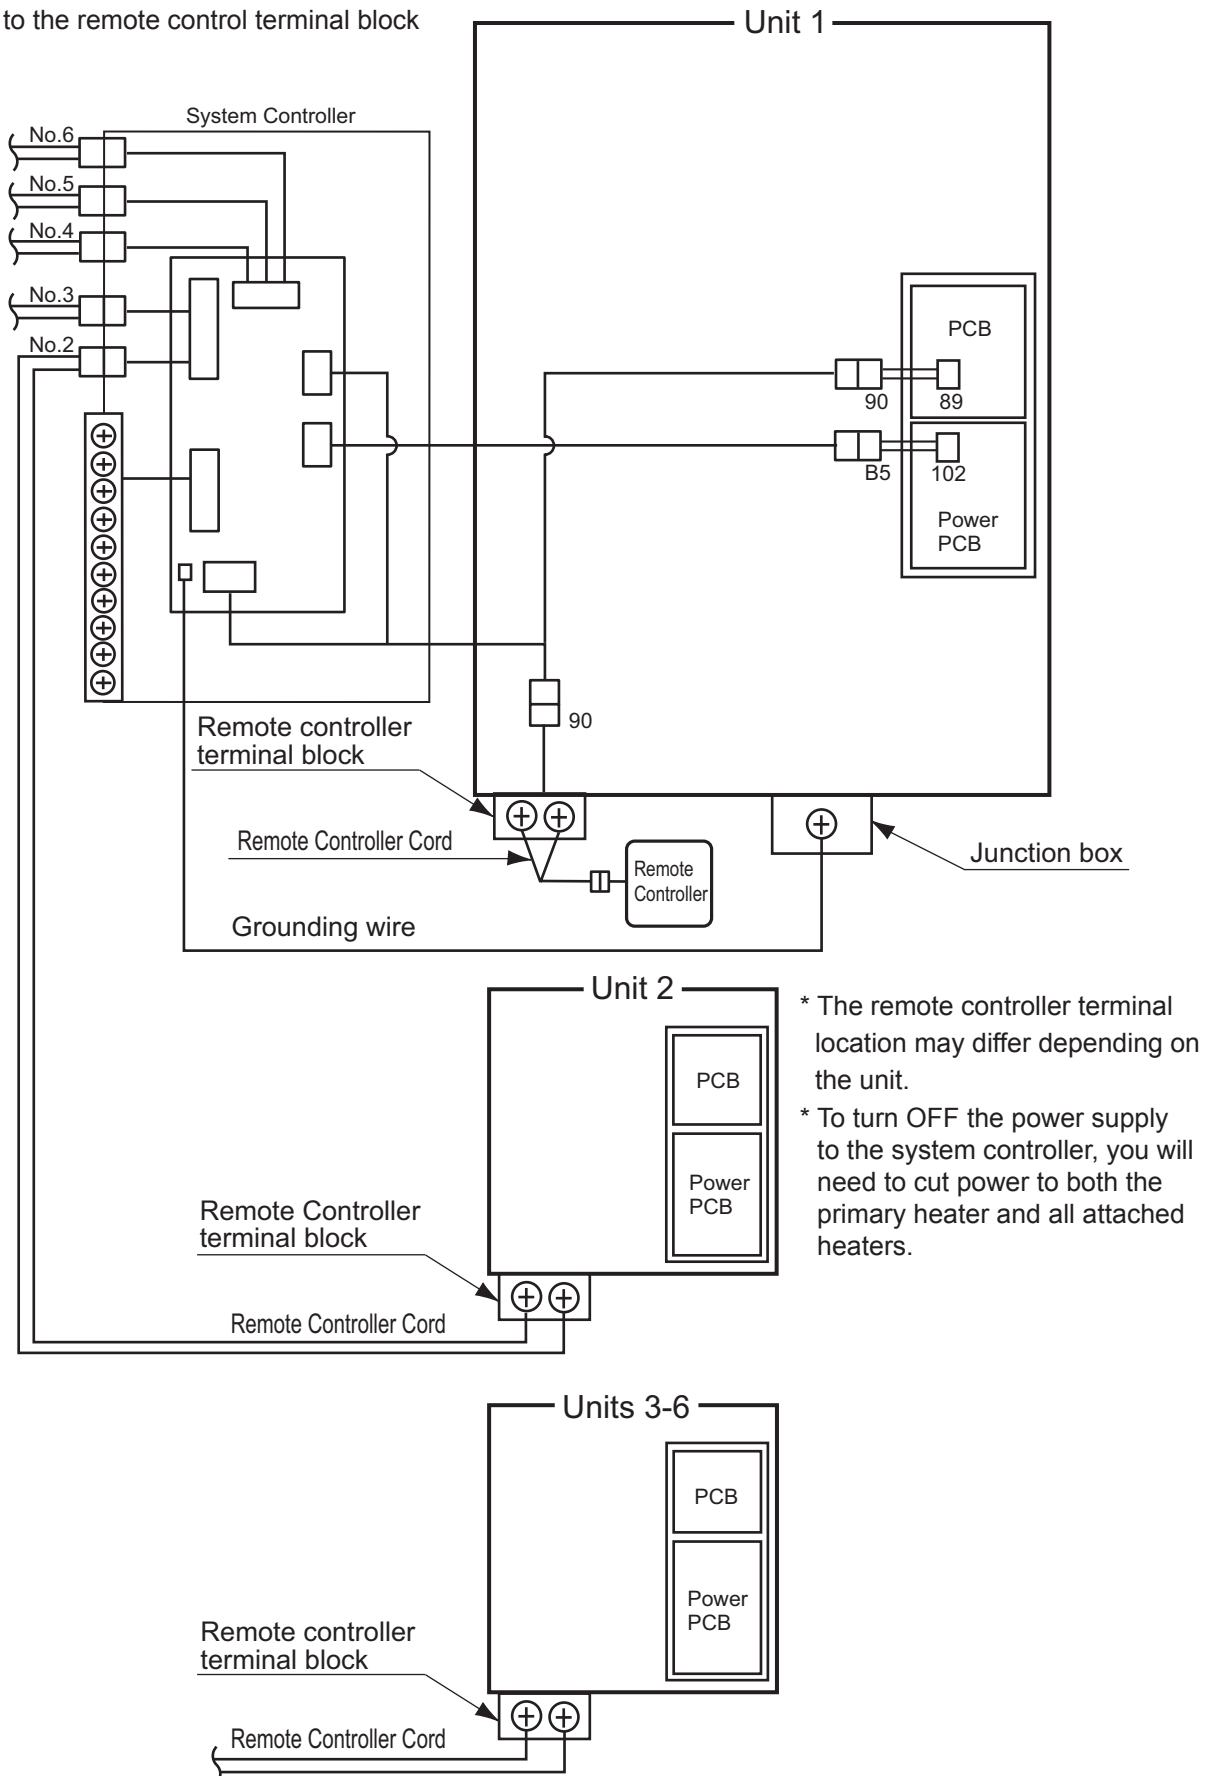 to the remote control terminal block
Unit 1
System Controller
No.6
No.5
No.4
No.3
No.2
PCB
90
89
B5
102
Power
PCB
90
Remote controller
terminal block
Remote Controller Cord
Remote
Controller
Junction box
Grounding wire
Unit 2
* The remote controller terminal
location may differ depending on
the unit.
* To turn OFF the power supply
to the system controller, you will
need to cut power to both the
primary heater and all attached
heaters.
PCB
Power
PCB
Remote Controller
terminal block
Remote Controller Cord
Units 3-6
PCB
Power
PCB
Remote controller
terminal block
Remote Controller Cord